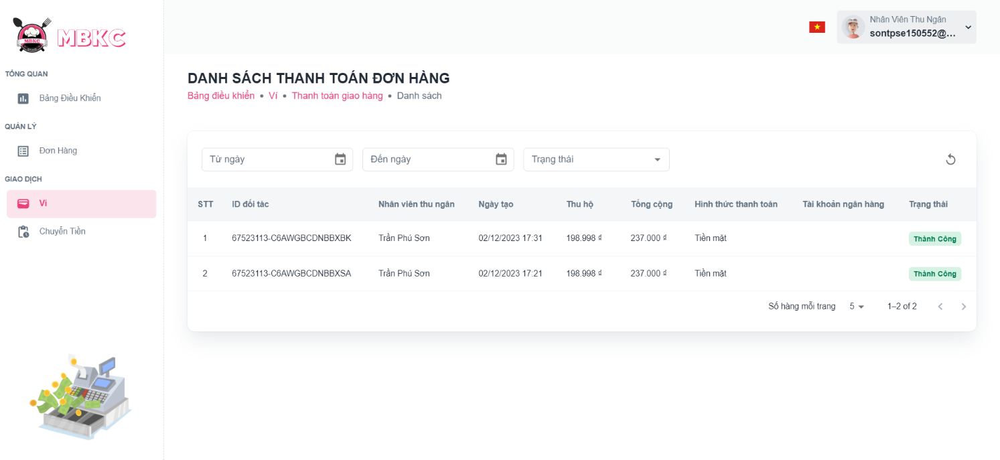 MBKC
MBKC
TỔNG QUAN
Bảng Điều Khiển
QUẢN LÝ
Đơn Hàng
GIAO DỊCH
Ví
Chuyển Tiền
Nhân Viên Thu Ngân
sontpse150552@...
DANH SÁCH THANH TOÁN ĐƠN HÀNG
Bảng điều khiển • Ví • Thanh toán giao hàng • Danh sách
Từ ngày Đến ngày Trạng thái
STT ID đối tác Nhân viên thu ngân Ngày tạo Thu hộ Tổng cộng Hình thức thanh toán Tài khoản ngân hàng Trạng thái
1 67523113-C6AWGBCDNBBXBK Trần Phú Sơn 02/12/2023 17:31 198.998 ₫ 237.000 ₫ Tiền mặt Thành Công
2 67523113-C6AWGBCDNBBXSA Trần Phú Sơn 02/12/2023 17:21 198.998 ₫ 237.000 ₫ Tiền mặt Thành Công
Số hàng mỗi trang 5 1–2 of 2